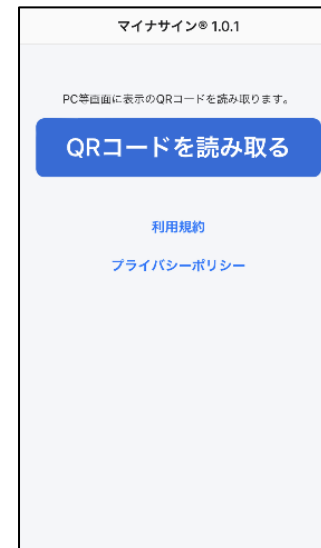 マイナサイン® 1.0.1
PC等画面に表示のQRコードを読み取ります。
QRコードを読み取る
利用規約
プライバシーポリシー